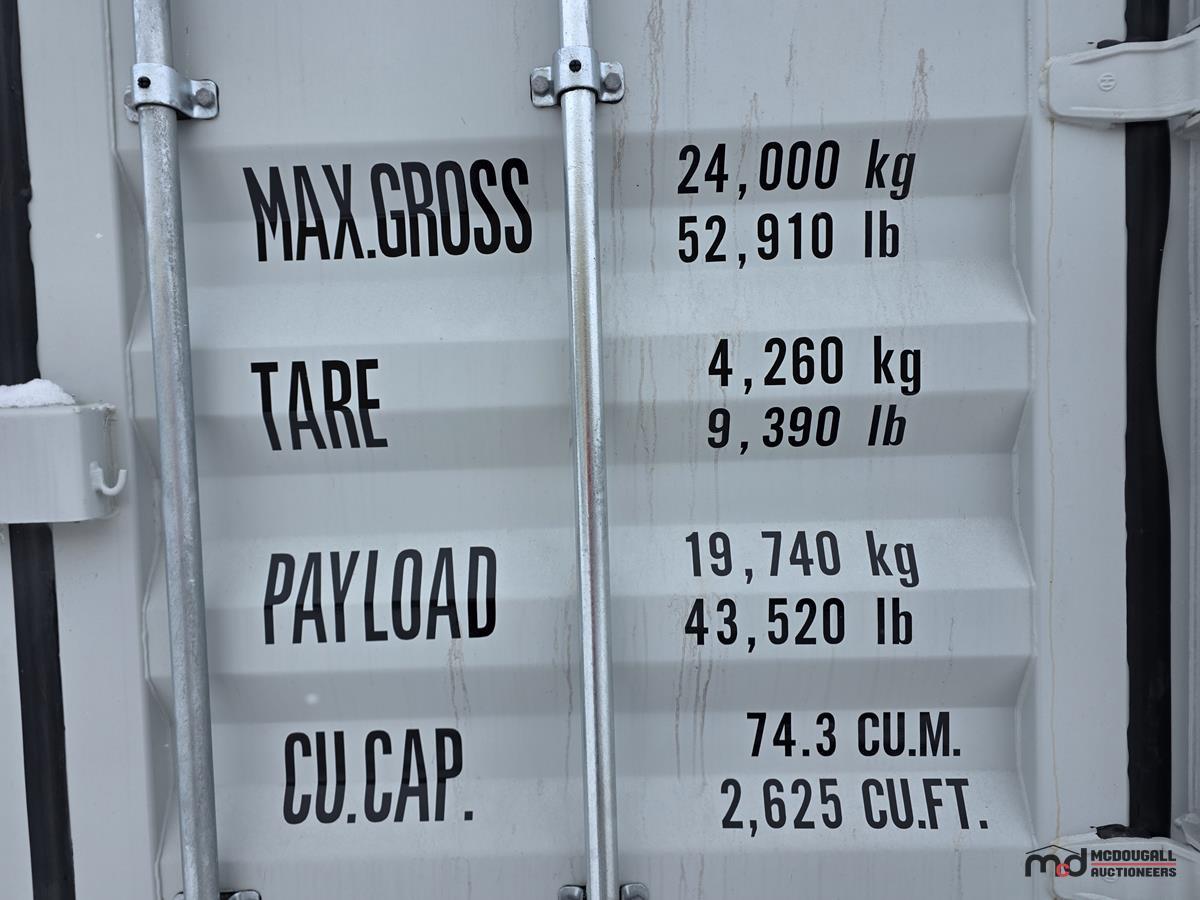 MAX.GROSS 24,000 kg
52,910 lb
TARE 4,260 kg
9,390 lb
PAYLOAD 19,740 kg
43,520 lb
CU.CAP. 74.3 CU.M.
2,625 CU.FT.
mcd MCDOUGALL
AUCTIONEERS